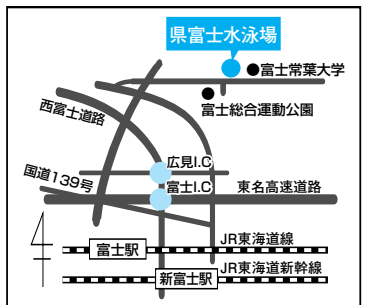 県富士水泳場
富士常葉大学
富士総合運動公園
西富士道路
広見I.C
国道139号
富士I.C
東名高速道路
JR東海道線
富士駅
JR東海道新幹線
新富士駅